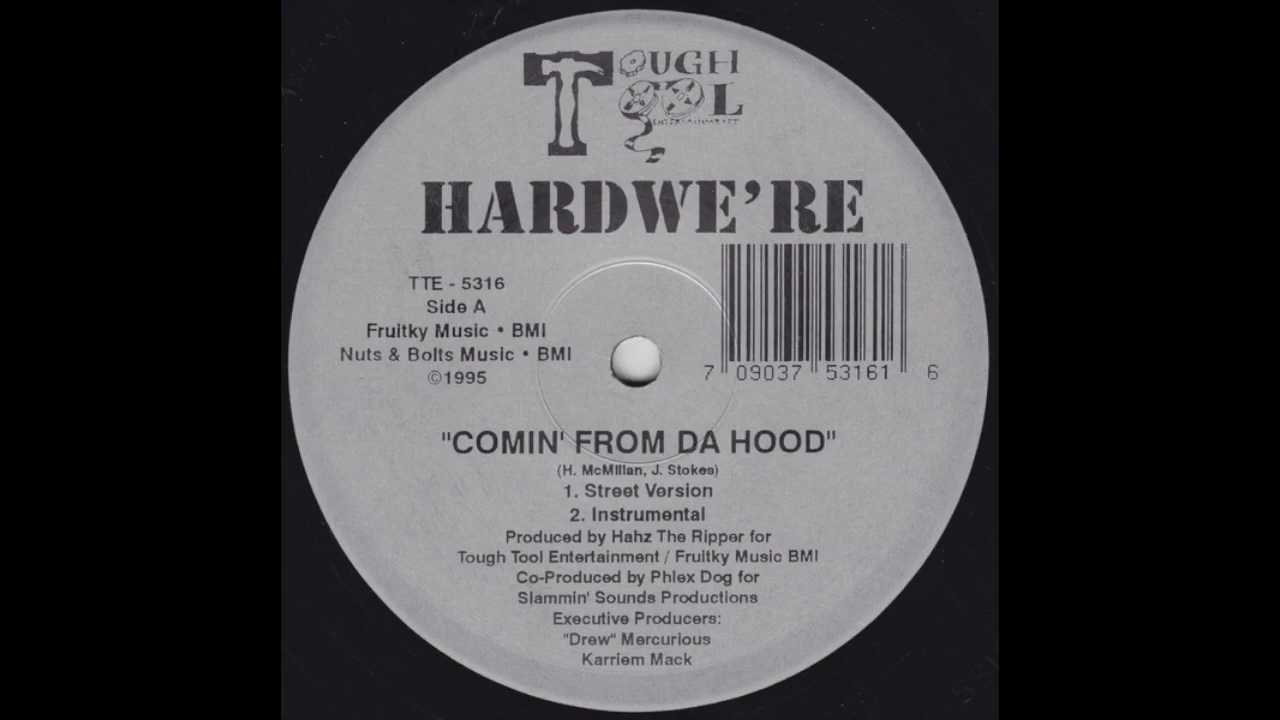 TOUGH
TOOL
ENTERTAINMENT
HARDWE'RE
TTE - 5316
Side A
Fruitky Music • BMI
Nuts & Bolts Music • BMI
©1995
7 09037 53161 6
"COMIN' FROM DA HOOD"
(H. McMillan, J. Stokes)
1. Street Version
2. Instrumental
Produced by Hahz The Ripper for
Tough Tool Entertainment / Fruitky Music BMI
Co-Produced by Phlex Dog for
Slammin' Sounds Productions
Executive Producers:
"Drew" Mercurious
Karriem Mack